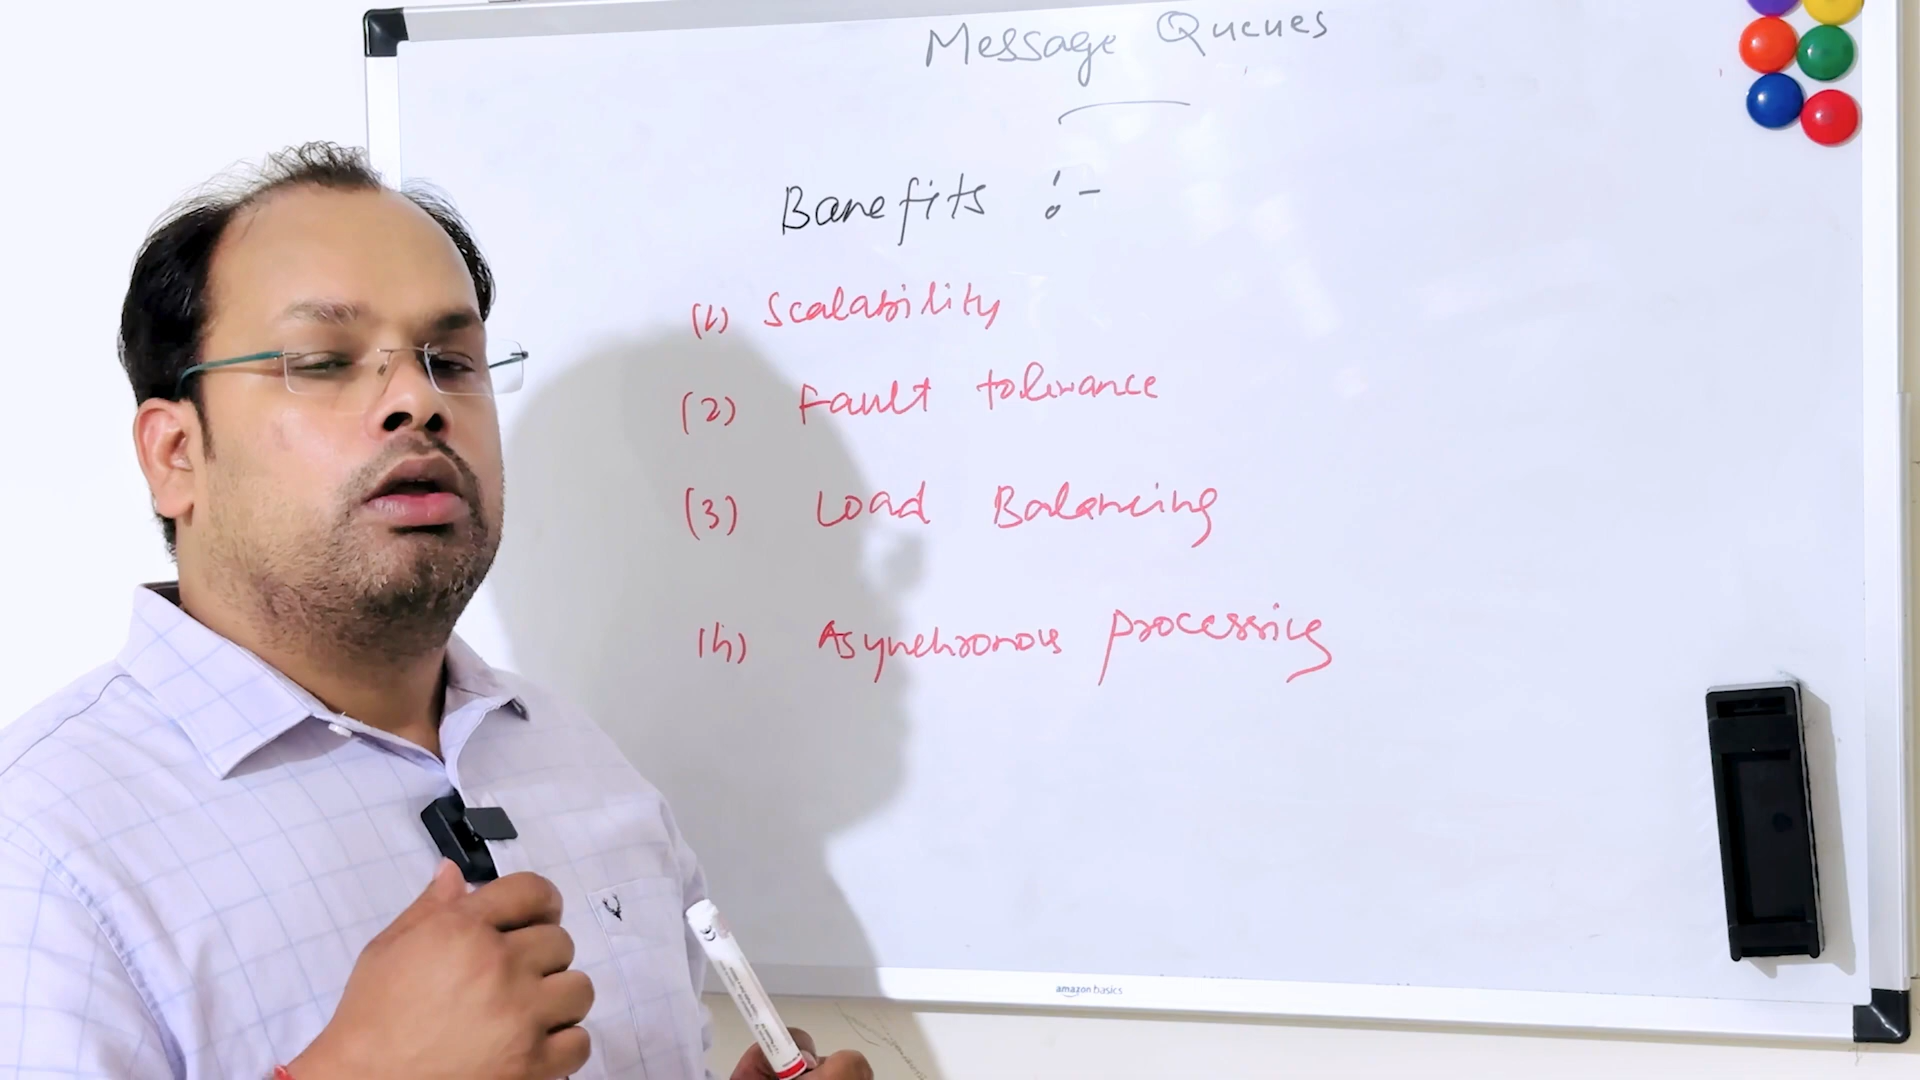 Message Queues
Benefits :-
(1) Scalability
(2) Fault tolerance
(3) Load Balancing
(4) Asynchronous processing
amazon basics